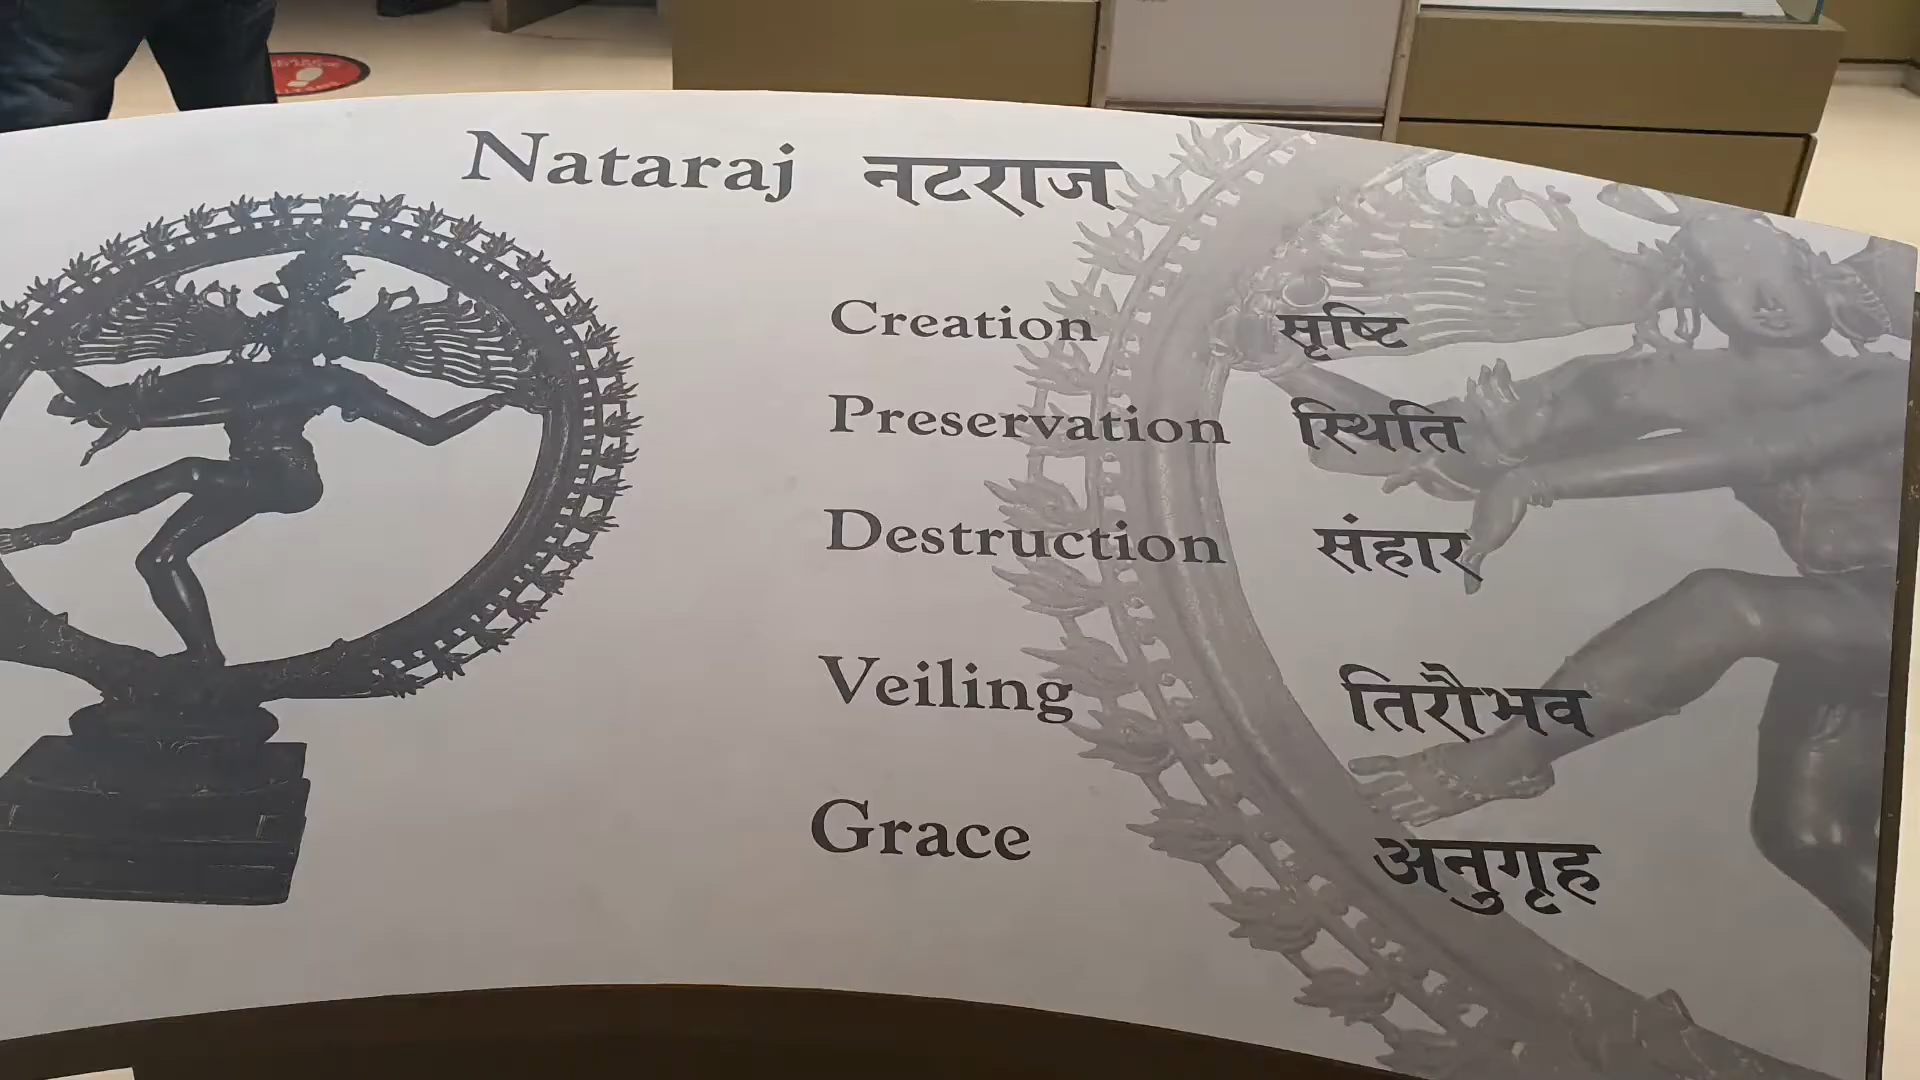 Nataraj नटराज
Creation सृष्टि
Preservation स्थिति
Destruction संहार
Veiling तिरौभव
Grace अनुगृह